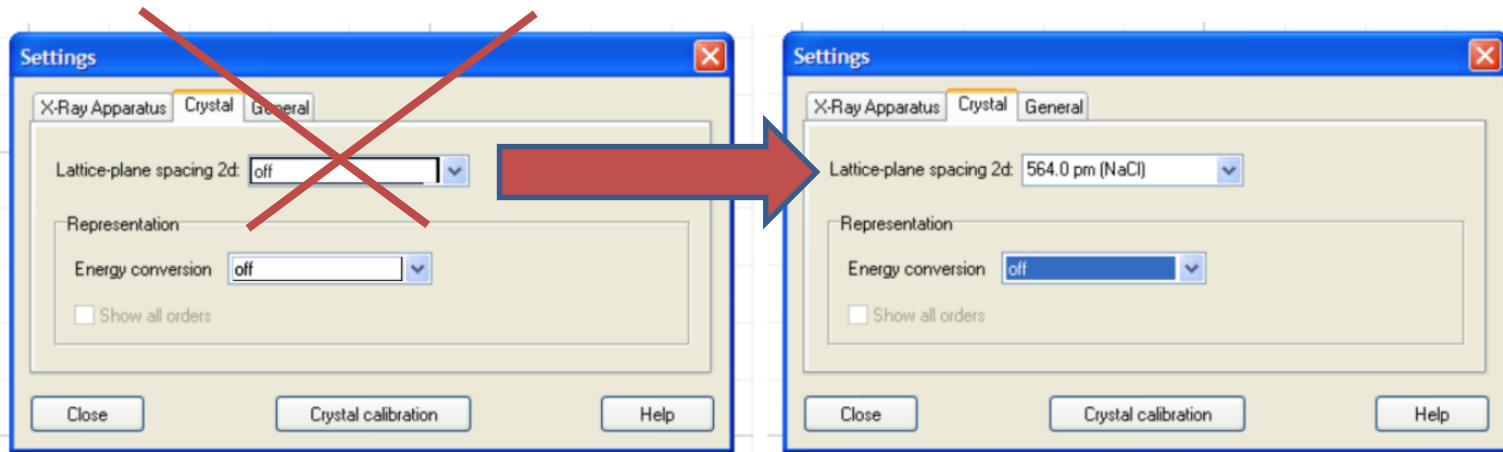 Settings
X-Ray Apparatus Crystal General
Lattice-plane spacing 2d: off
Representation
Energy conversion off
Show all orders
Close Crystal calibration Help
Settings
X-Ray Apparatus Crystal General
Lattice-plane spacing 2d: 564.0 pm (NaCl)
Representation
Energy conversion off
Show all orders
Close Crystal calibration Help